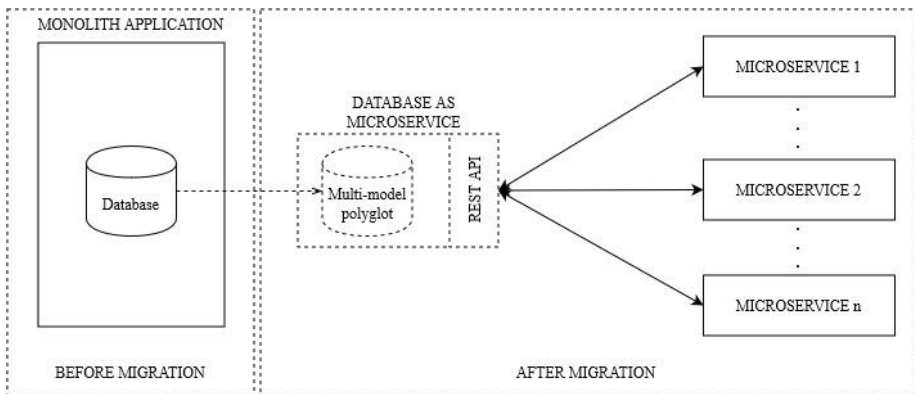 MONOLITH APPLICATION
Database
BEFORE MIGRATION
DATABASE AS
MICROSERVICE
Multi-model
polyglot
REST API
MICROSERVICE 1
MICROSERVICE 2
MICROSERVICE n
AFTER MIGRATION